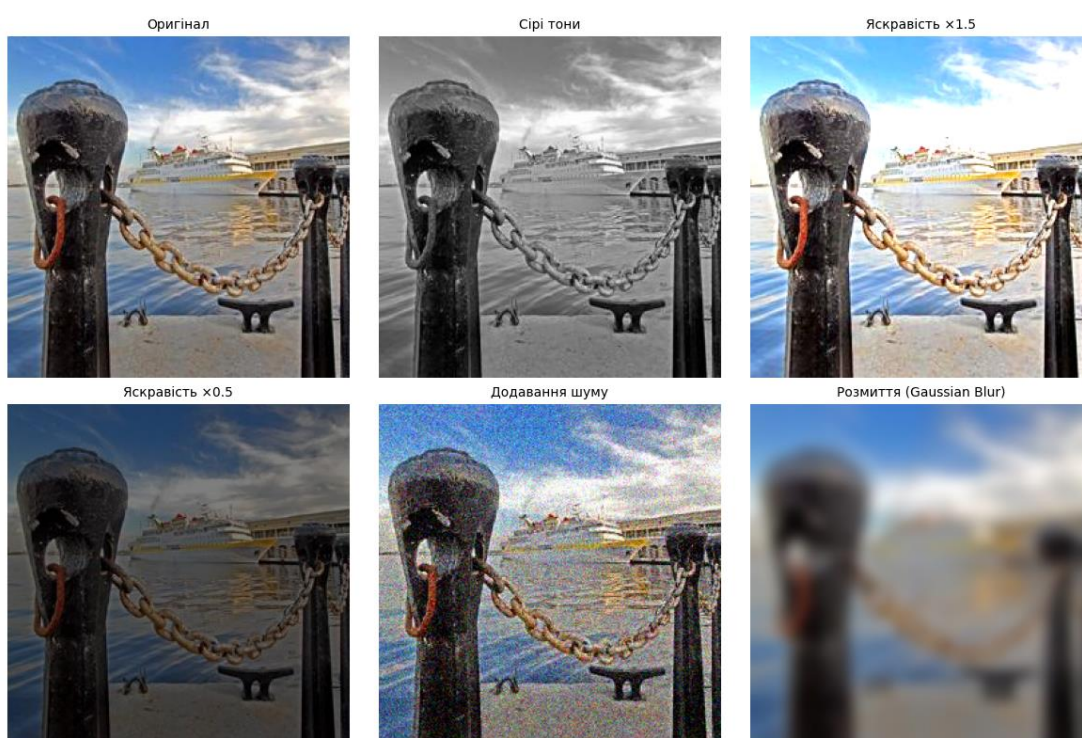 Оригінал
Сірі тони
Яскравість ×1.5
Яскравість ×0.5
Додавання шуму
Розмиття (Gaussian Blur)